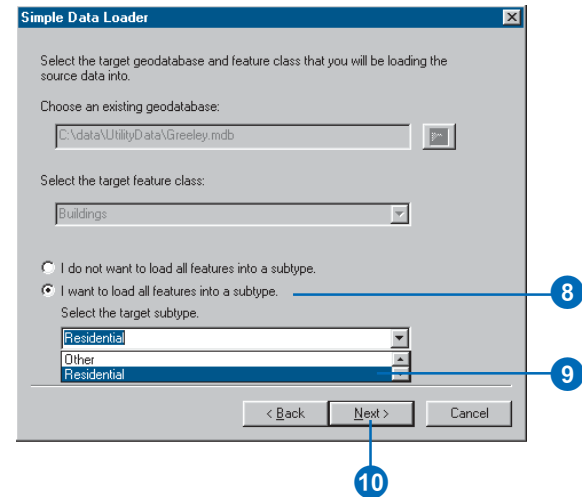 Simple Data Loader
Select the target geodatabase and feature class that you will be loading the
source data into.
Choose an existing geodatabase:
C:\data\UtilityData\Greeley.mdb
Select the target feature class:
Buildings
I do not want to load all features into a subtype.
I want to load all features into a subtype.
8
Select the target subtype.
Residential
Other
Residential
9
< Back
Next >
Cancel
10